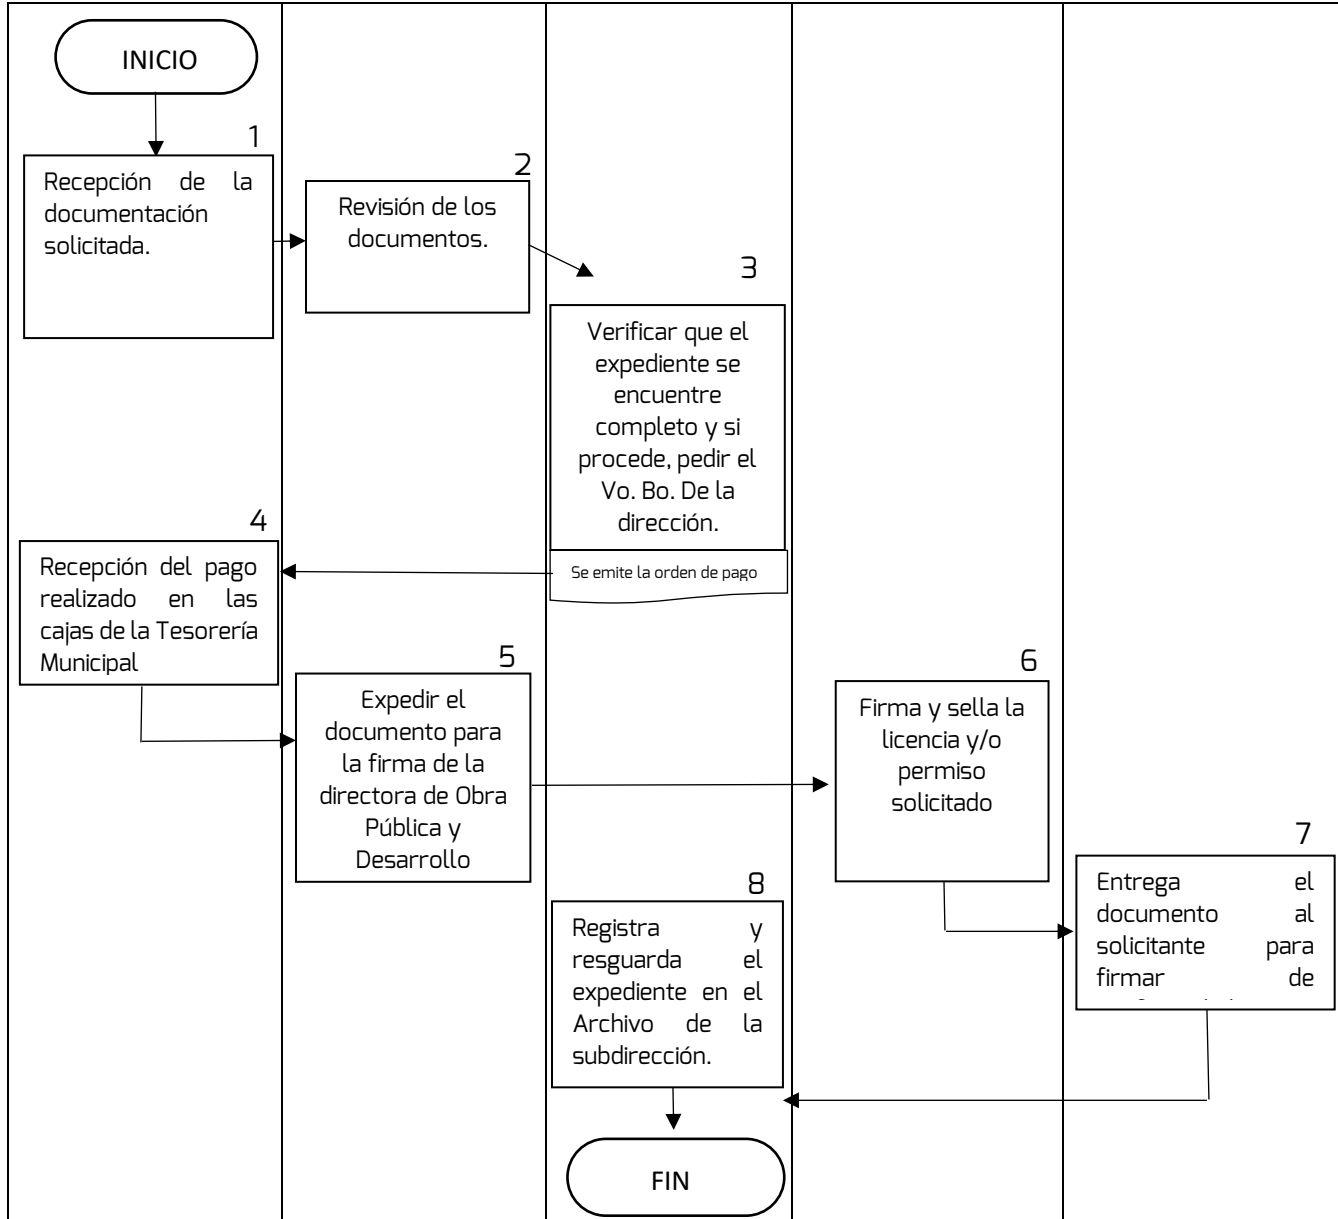 INICIO
1
Recepción de la
documentación
solicitada.
2
Revisión de los
documentos.
3
Verificar que el
expediente se
encuentre
completo y si
procede, pedir el
Vo. Bo. De la
dirección.
Se emite la orden de pago
4
Recepción del pago
realizado en las
cajas de la Tesorería
Municipal
5
Expedir el
documento para
la firma de la
directora de Obra
Pública y
Desarrollo
6
Firma y sella la
licencia y/o
permiso
solicitado
7
Entrega el
documento al
solicitante para
firmar de
8
Registra y
resguarda el
expediente en el
Archivo de la
subdirección.
FIN